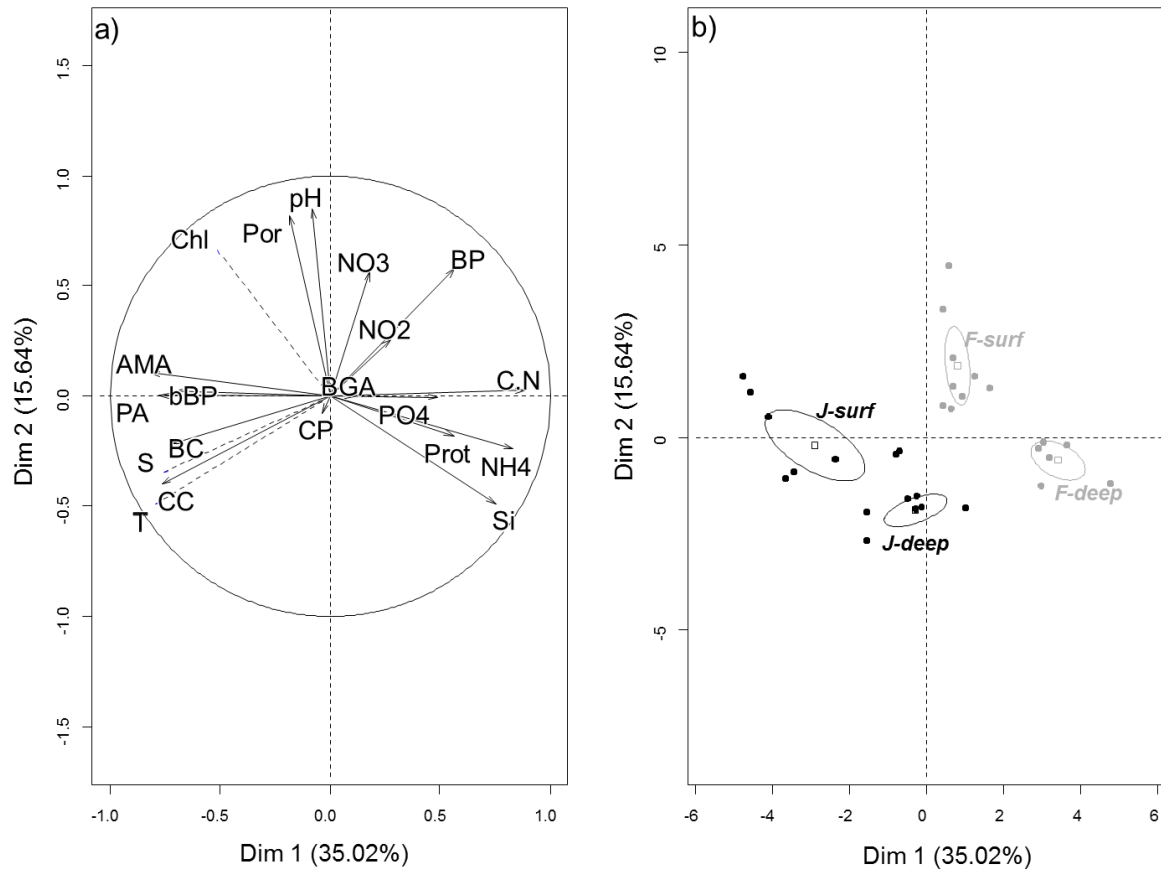 a)
1.5
1.0
0.5
0.0
-0.5
-1.0
-1.5
Dim 2 (15.64%)
pH
Por
Chl
NO3
BP
NO2
AMA
BGA
C.N
bBP
PA
PO4
CP
BC
Prot
S
NH4
CC
Si
T
-1.0 -0.5 0.0 0.5 1.0
Dim 1 (35.02%)
b)
10
5
0
-5
Dim 2 (15.64%)
F-surf
J-surf
F-deep
J-deep
-6 -4 -2 0 2 4 6
Dim 1 (35.02%)